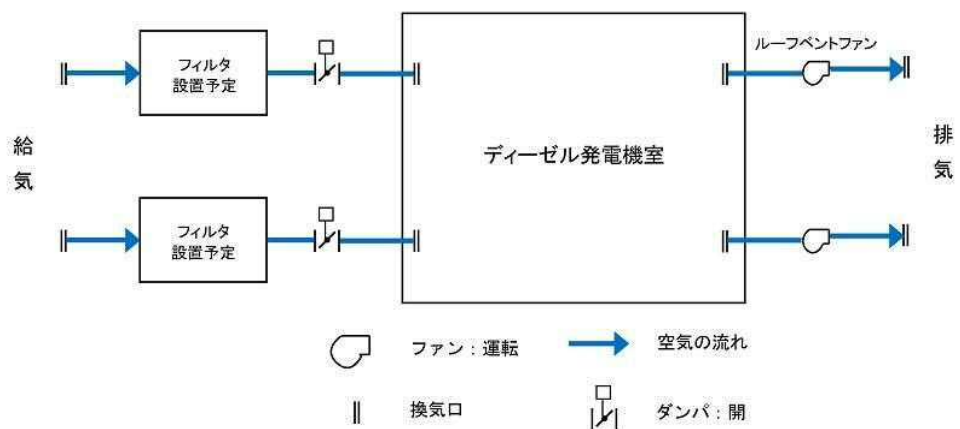 ルーフベントファン
フィルタ
設置予定
給気
ディーゼル発電機室
排気
フィルタ
設置予定
ファン：運転
空気の流れ
換気口
ダンパ：開